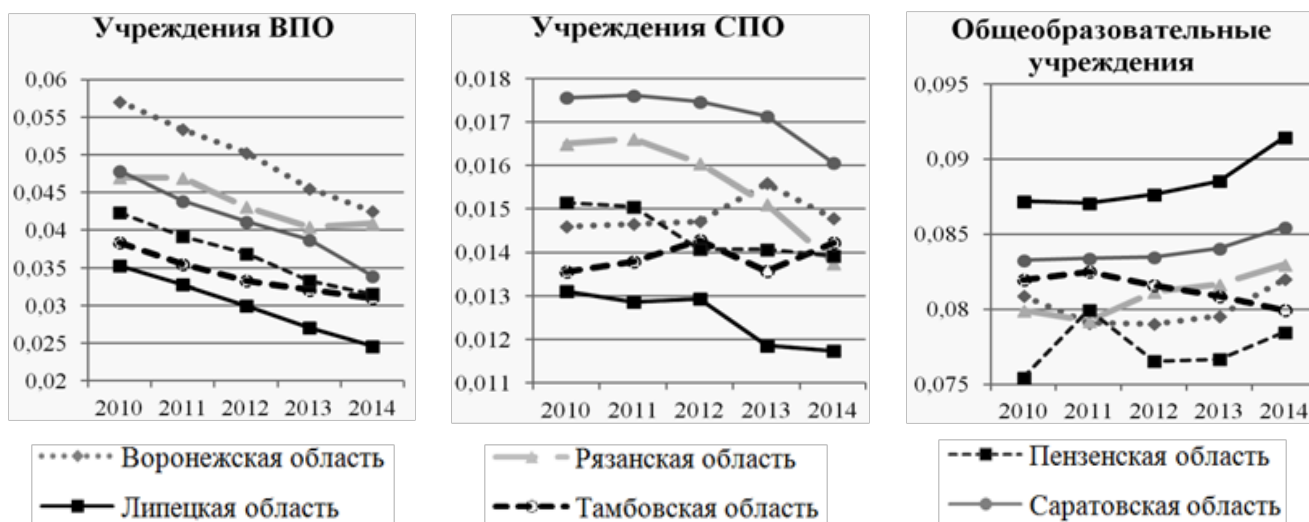 Учреждения ВПО
0,06
0,055
0,05
0,045
0,04
0,035
0,03
0,025
0,02
2010 2011 2012 2013 2014
Учреждения СПО
0,018
0,017
0,016
0,015
0,014
0,013
0,012
0,011
2010 2011 2012 2013 2014
Общеобразовательные
учреждения
0,095
0,09
0,085
0,08
0,075
2010 2011 2012 2013 2014
Воронежская область
Липецкая область
Рязанская область
Тамбовская область
Пензенская область
Саратовская область